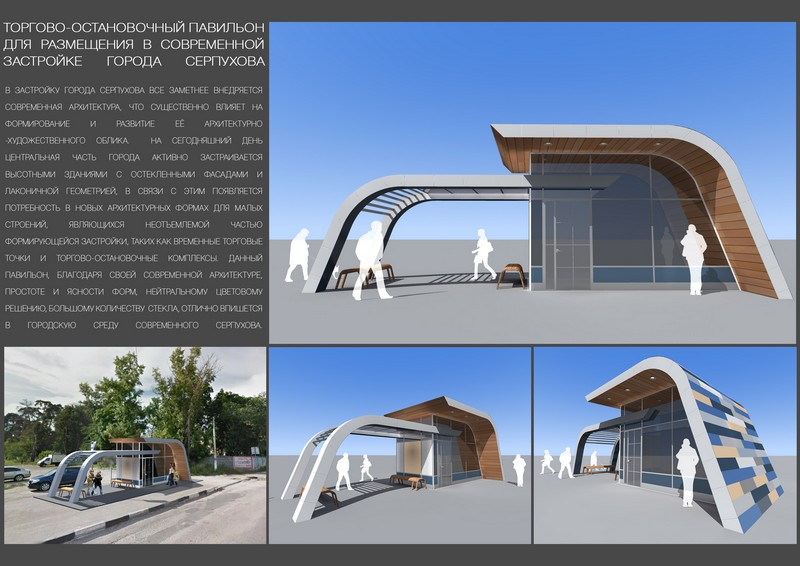 ТОРГОВО-ОСТАНОВОЧНЫЙ ПАВИЛЬОН
ДЛЯ РАЗМЕЩЕНИЯ В СОВРЕМЕННОЙ
ЗАСТРОЙКЕ ГОРОДА СЕРПУХОВА
В ЗАСТРОЙКУ ГОРОДА СЕРПУХОВА ВСЕ ЗАМЕТНЕЕ ВНЕДРЯЕТСЯ
СОВРЕМЕННАЯ АРХИТЕКТУРА, ЧТО СУЩЕСТВЕННО ВЛИЯЕТ НА
ФОРМИРОВАНИЕ И РАЗВИТИЕ ЕЁ АРХИТЕКТУРНО
-ХУДОЖЕСТВЕННОГО ОБЛИКА. НА СЕГОДНЯШНИЙ ДЕНЬ
ЦЕНТРАЛЬНАЯ ЧАСТЬ ГОРОДА АКТИВНО ЗАСТРАИВАЕТСЯ
ВЫСОТНЫМИ ЗДАНИЯМИ С ОСТЕКЛЕННЫМИ ФАСАДАМИ И
ЛАКОНИЧНОЙ ГЕОМЕТРИЕЙ, В СВЯЗИ С ЭТИМ ПОЯВЛЯЕТСЯ
ПОТРЕБНОСТЬ В НОВЫХ АРХИТЕКТУРНЫХ ФОРМАХ ДЛЯ МАЛЫХ
СТРОЕНИЙ, ЯВЛЯЮЩИХСЯ НЕОТЪЕМЛЕМОЙ ЧАСТЬЮ
ФОРМИРУЮЩЕЙСЯ ЗАСТРОЙКИ, ТАКИХ КАК ВРЕМЕННЫЕ ТОРГОВЫЕ
ТОЧКИ И ТОРГОВО-ОСТАНОВОЧНЫЕ КОМПЛЕКСЫ. ДАННЫЙ
ПАВИЛЬОН, БЛАГОДАРЯ СВОЕЙ СОВРЕМЕННОЙ АРХИТЕКТУРЕ,
ПРОСТОТЕ И ЯСНОСТИ ФОРМ, НЕЙТРАЛЬНОМУ ЦВЕТОВОМУ
РЕШЕНИЮ, БОЛЬШОМУ КОЛИЧЕСТВУ СТЕКЛА, ОТЛИЧНО ВПИШЕТСЯ
В ГОРОДСКУЮ СРЕДУ СОВРЕМЕННОГО СЕРПУХОВА.